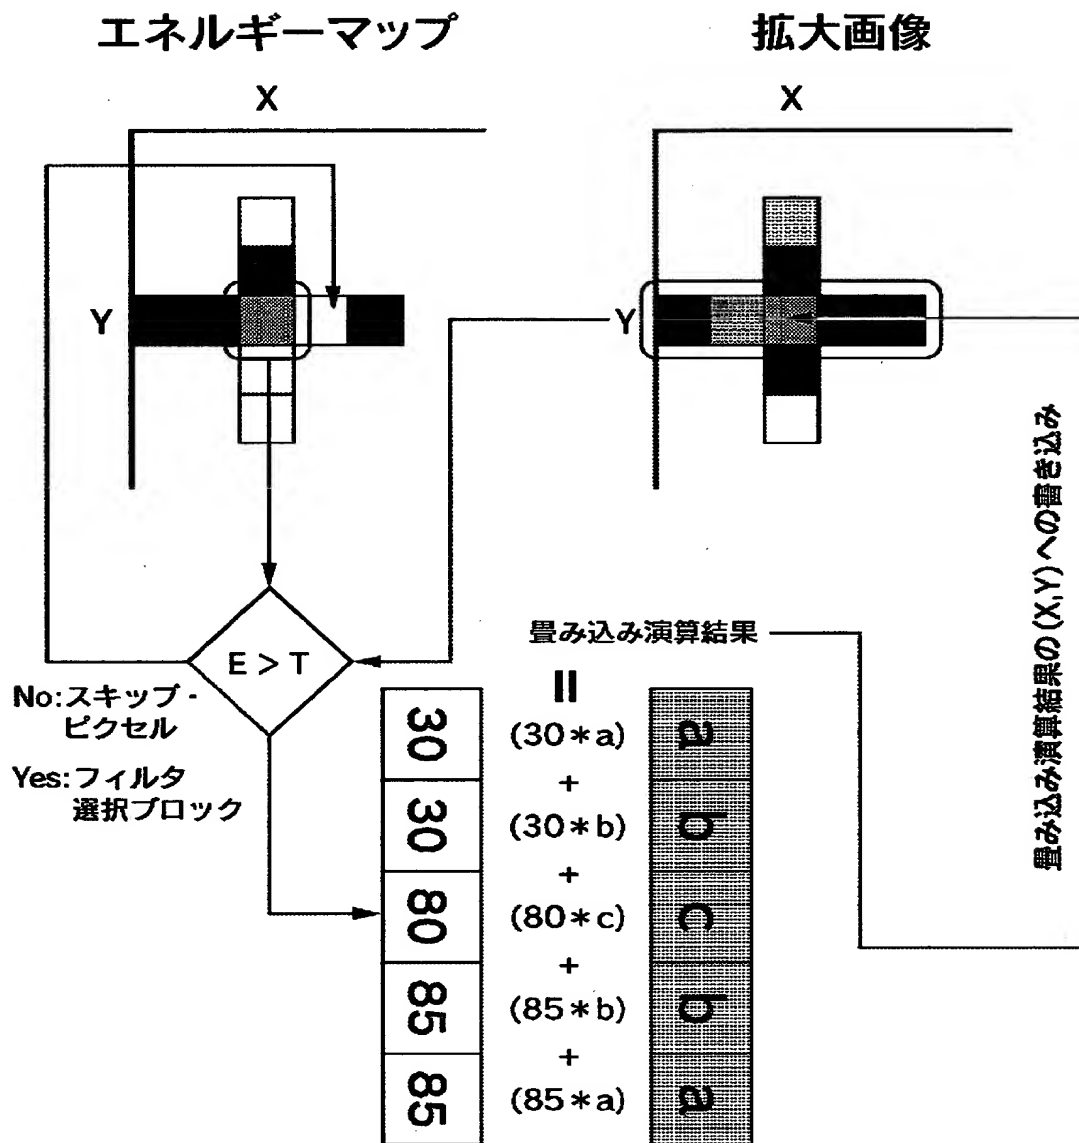 エネルギーマップ
拡大画像
X
X
Y
Y
E > T
No:スキップ -
ピクセル
Yes:フィルタ
選択ブロック
畳み込み演算結果
=
30
(30*a)
a
+
30
(30*b)
b
+
80
(80*c)
c
+
85
(85*b)
b
+
85
(85*a)
a
畳み込み演算結果の(X,Y)への書き込み